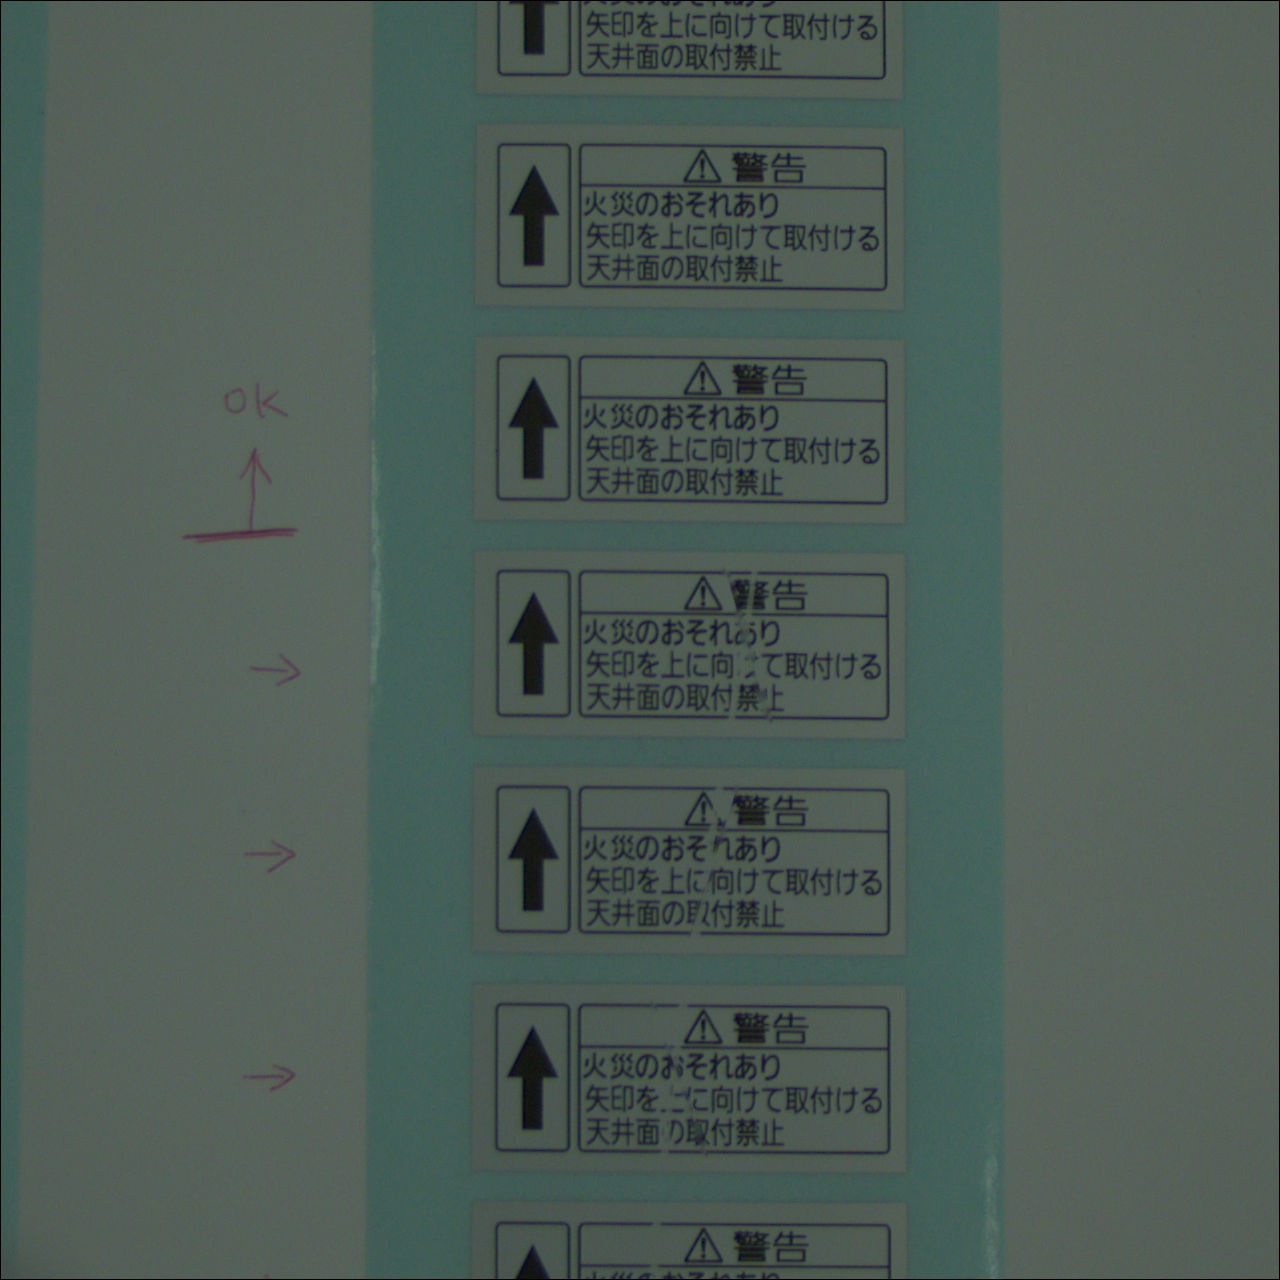 矢印を上に向けて取付ける
天井面の取付禁止
警告
火災のおそれあり
矢印を上に向けて取付ける
天井面の取付禁止
OK
警告
火災のおそれあり
矢印を上に向けて取付ける
天井面の取付禁止
警告
火災のおそれあり
矢印を上に向 て取付ける
天井面の取付禁止
警告
火災のおそれあり
矢印を上に向けて取付ける
天井面の取付禁止
警告
火災のおそれあり
矢印を上に向けて取付ける
天井面の取付禁止
警告